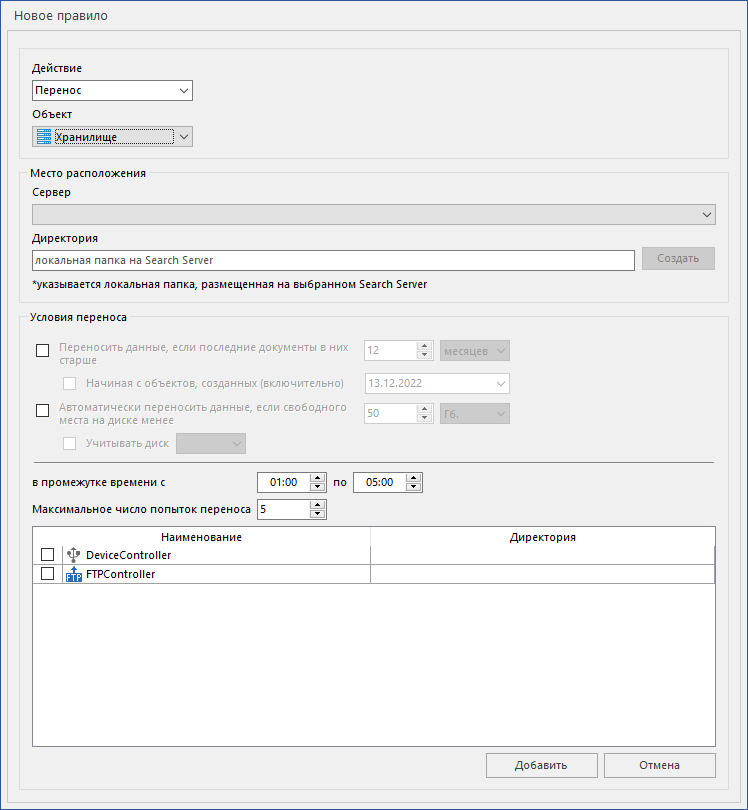 Новое правило
Действие
Перенос
Объект
Хранилище
Место расположения
Сервер
Директория
локальная папка на Search Server
Создать
*указывается локальная папка, размещенная на выбранном Search Server
Условия переноса
Переносить данные, если последние документы в них
старше
12
месяцев
Начиная с объектов, созданных (включительно)
13.12.2022
Автоматически переносить данные, если свободного
места на диске менее
50
Гб.
Учитывать диск
в промежутке времени с
01:00
по
05:00
Максимальное число попыток переноса
5
Наименование
Директория
DeviceController
FTP
FTPController
Добавить
Отмена